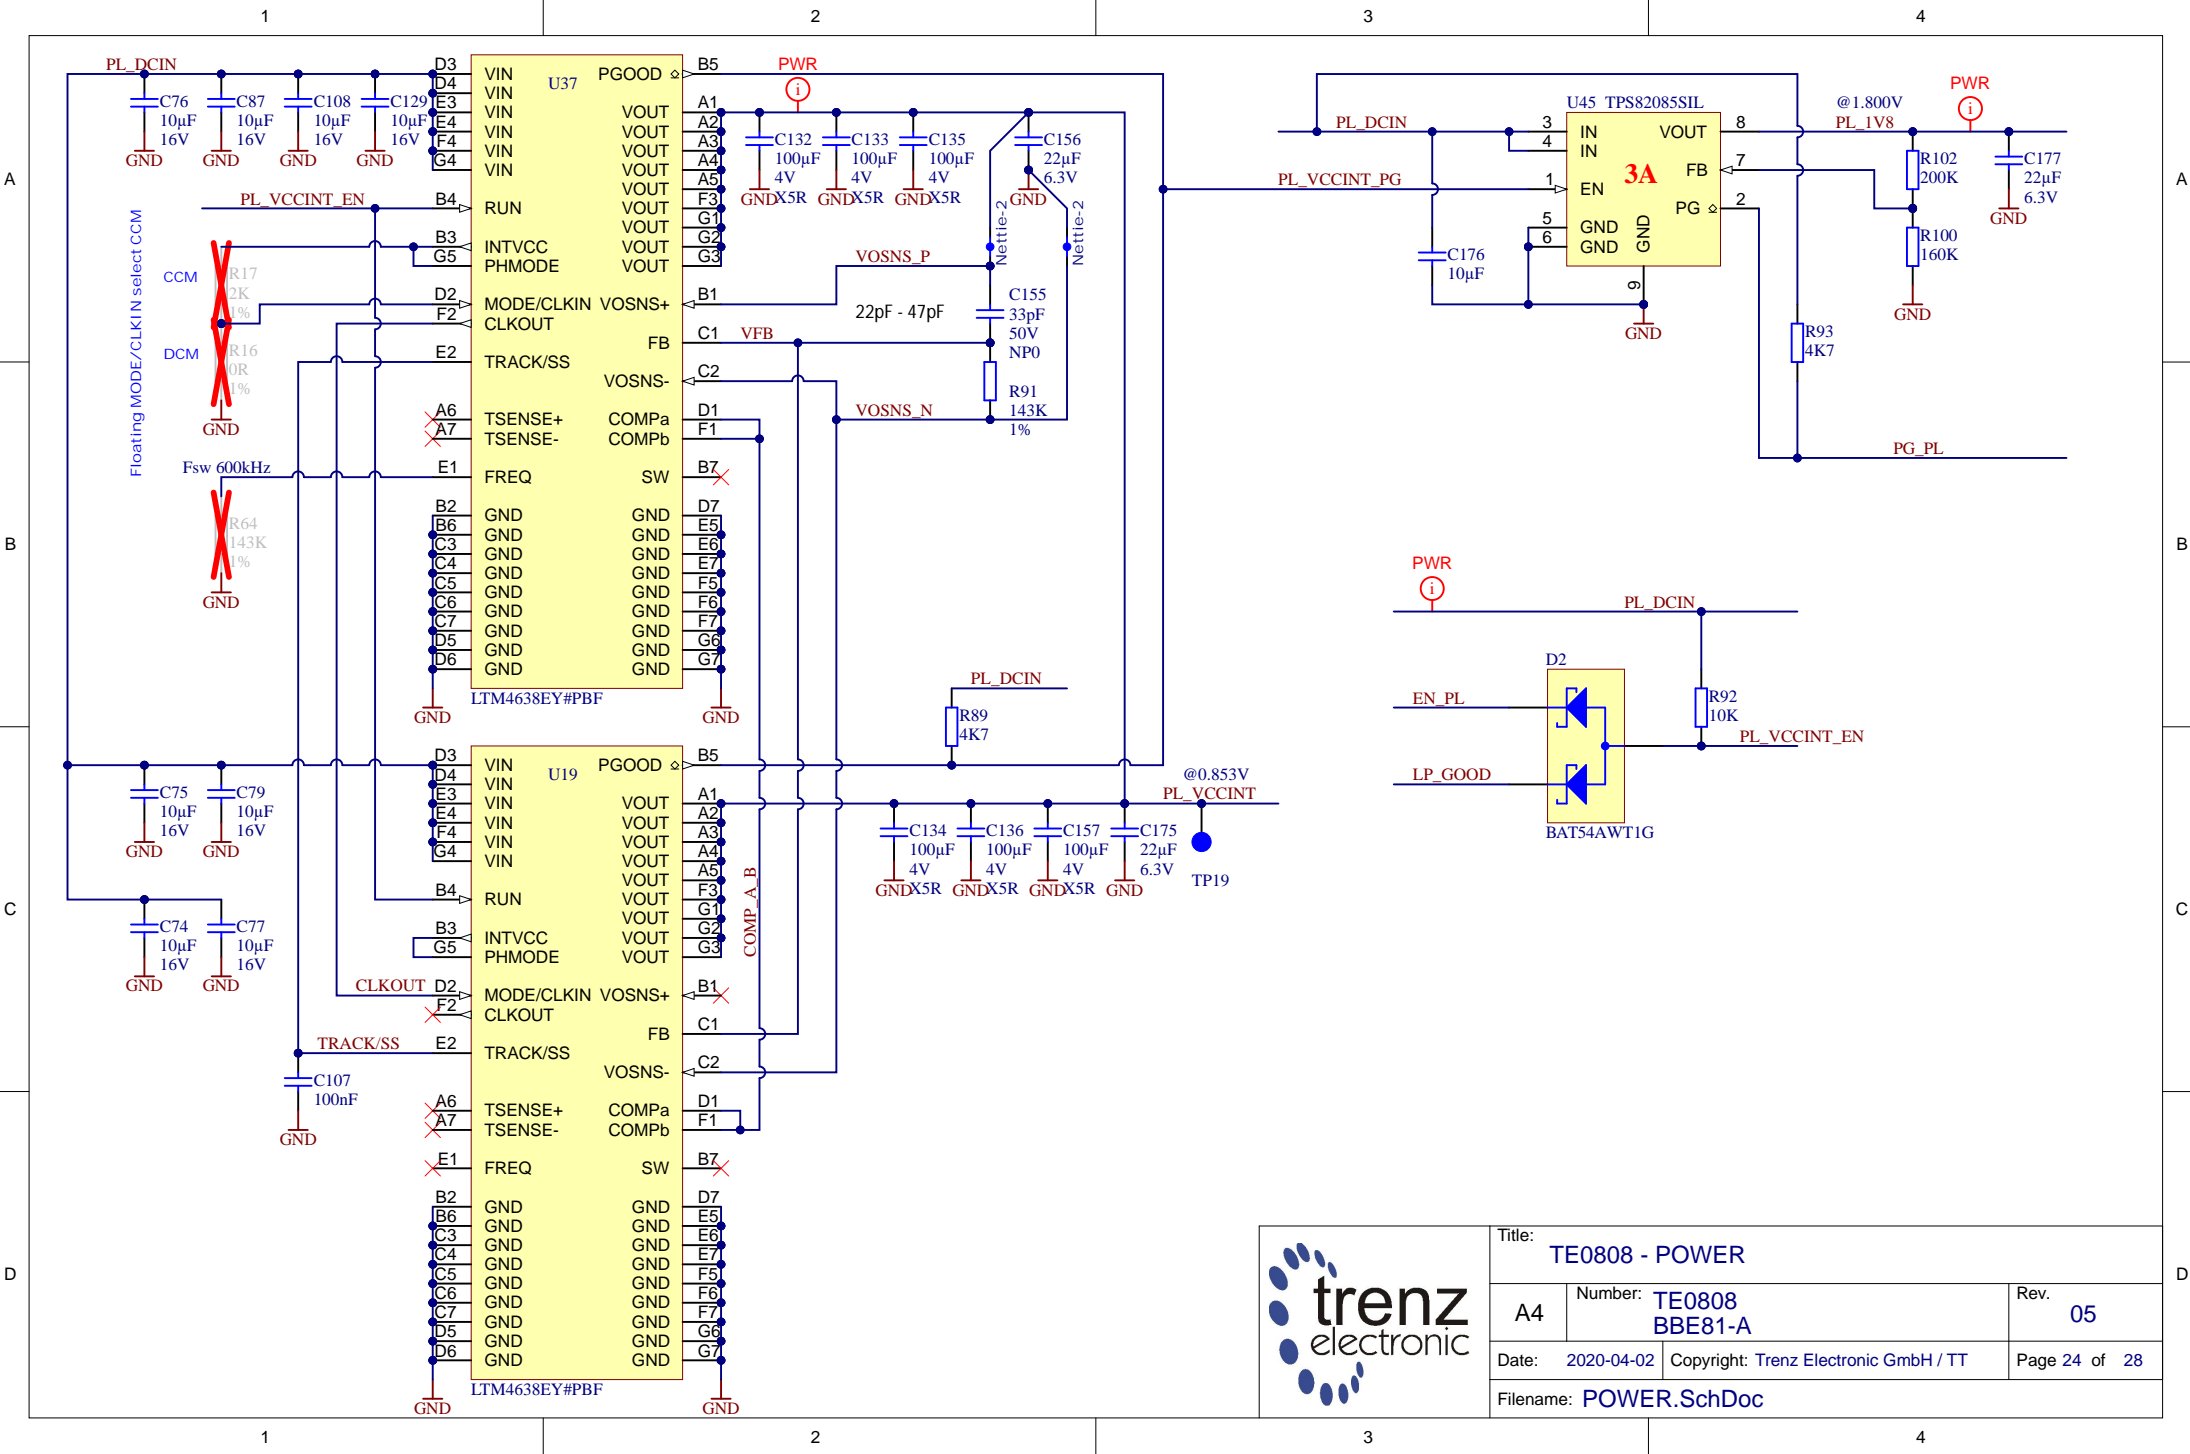 1 2 3 4
A B C D
A B C D
1 2 3 4
PL_DCIN
C76
10µF
16V
GND
C87
10µF
16V
GND
C108
10µF
16V
GND
C129
10µF
16V
GND
PL_VCCINT_EN
Floating MODE/CLKIN select CCM
CCM
R17
2K
1%
DCM
R16
0R
1%
GND
Fsw 600kHz
R64
143K
1%
GND
U37
D3 VIN
D4 VIN
E3 VIN
E4 VIN
F4 VIN
G4 VIN
B4 RUN
B3 INTVCC
G5 PHMODE
D2 MODE/CLKIN
F2 CLKOUT
E2 TRACK/SS
A6 TSENSE+
A7 TSENSE-
E1 FREQ
B2 GND
B6 GND
C3 GND
C4 GND
C5 GND
C6 GND
C7 GND
D5 GND
D6 GND
GND
PGOOD B5
VOUT A1
VOUT A2
VOUT A3
VOUT A4
VOUT A5
VOUT F3
VOUT G1
VOUT G2
VOUT G3
VOSNS+ B1
FB C1
VOSNS- C2
COMPa D1
COMPb F1
SW B7
GND D7
GND E5
GND E6
GND E7
GND F5
GND F6
GND F7
GND G6
GND G7
GND
LTM4638EY#PBF
PWR
i
C132
100µF
4V
X5R
GND
C133
100µF
4V
X5R
GND
C135
100µF
4V
X5R
GND
C156
22µF
6.3V
GND
Nettie-2
Nettie-2
VOSNS_P
22pF - 47pF
C155
33pF
50V
NP0
VFB
R91
143K
1%
VOSNS_N
PL_DCIN
R89
4K7
C75
10µF
16V
GND
C79
10µF
16V
GND
C74
10µF
16V
GND
C77
10µF
16V
GND
CLKOUT
TRACK/SS
C107
100nF
GND
U19
D3 VIN
D4 VIN
E3 VIN
E4 VIN
F4 VIN
G4 VIN
B4 RUN
B3 INTVCC
G5 PHMODE
D2 MODE/CLKIN
F2 CLKOUT
E2 TRACK/SS
A6 TSENSE+
A7 TSENSE-
E1 FREQ
B2 GND
B6 GND
C3 GND
C4 GND
C5 GND
C6 GND
C7 GND
D5 GND
D6 GND
GND
PGOOD B5
VOUT A1
VOUT A2
VOUT A3
VOUT A4
VOUT A5
VOUT F3
VOUT G1
VOUT G2
VOUT G3
VOSNS+ B1
FB C1
VOSNS- C2
COMPa D1
COMPb F1
SW B7
GND D7
GND E5
GND E6
GND E7
GND F5
GND F6
GND F7
GND G6
GND G7
GND
LTM4638EY#PBF
COMP_A_B
@0.853V
PL_VCCINT
C134
100µF
4V
X5R
GND
C136
100µF
4V
X5R
GND
C157
100µF
4V
X5R
GND
C175
22µF
6.3V
GND
TP19
PL_DCIN
PL_VCCINT_PG
C176
10µF
U45 TPS82085SIL
3 IN
4 IN
1 EN
5 GND
6 GND
GND 9
3A
VOUT 8
FB 7
PG 2
GND
@1.800V
PL_1V8
PWR
i
R102
200K
R100
160K
GND
C177
22µF
6.3V
GND
R93
4K7
PG_PL
PWR
i
PL_DCIN
D2
EN_PL
LP_GOOD
BAT54AWT1G
R92
10K
PL_VCCINT_EN
trenz
electronic
Title:
TE0808 - POWER
A4
Number: TE0808
BBE81-A
Rev.
05
Date: 2020-04-02
Copyright: Trenz Electronic GmbH / TT
Page 24 of 28
Filename: POWER.SchDoc